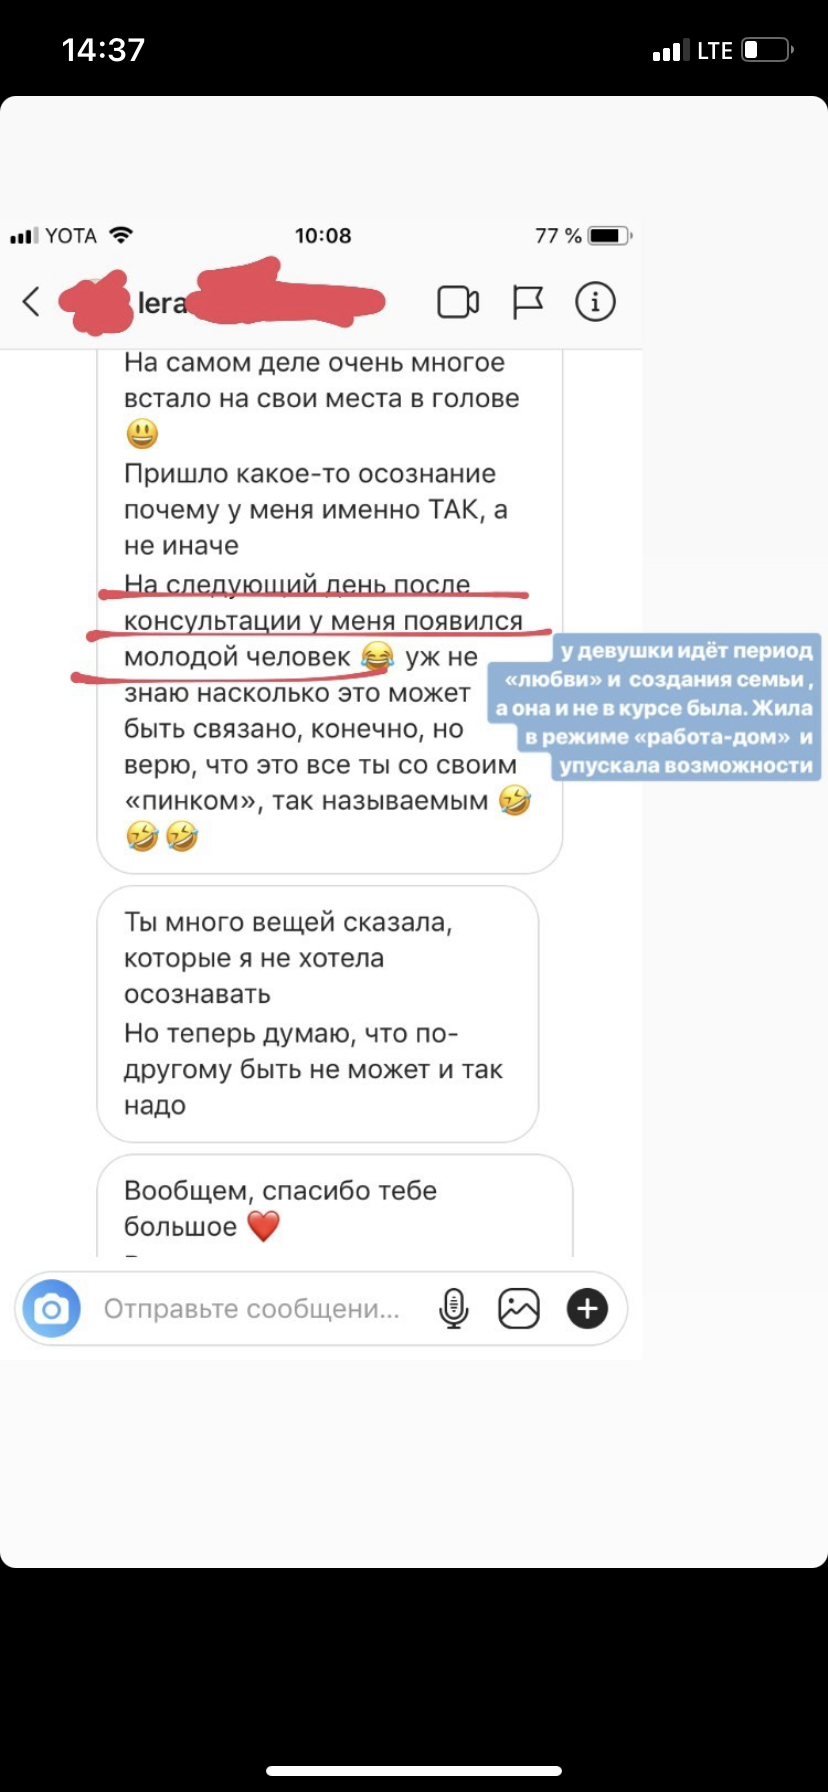 14:37
LTE
YOTA
10:08
77 %
lera
На самом деле очень многое
встало на свои места в голове
😃
Пришло какое-то осознание
почему у меня именно ТАК, а
не иначе
На следующий день после
консультации у меня появился
молодой человек 😂 уж не
знаю насколько это может
быть связано, конечно, но
верю, что это все ты со своим
«пинком», так называемым 🤣
🤣🤣
у девушки идёт период
«любви» и создания семьи,
а она и не в курсе была. Жила
в режиме «работа-дом» и
упускала возможности
Ты много вещей сказала,
которые я не хотела
осознавать
Но теперь думаю, что по-
другому быть не может и так
надо
Вообщем, спасибо тебе
большое ❤️
Отправьте сообщени...